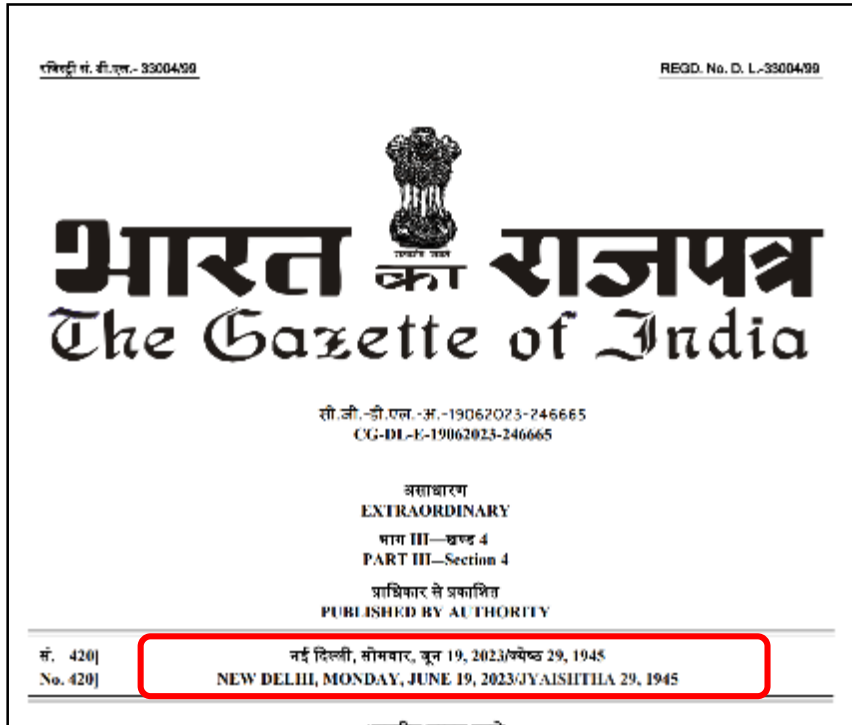 रजिस्ट्री सं. डी.एल.- 33004/99
REGD. No. D. L.-33004/99
भारत का राजपत्र
The Gazette of India
सी.जी.-डी.एल.-अ.-19062023-246665
CG-DL-E-19062023-246665
असाधारण
EXTRAORDINARY
भाग III—खण्ड 4
PART III—Section 4
प्राधिकार से प्रकाशित
PUBLISHED BY AUTHORITY
सं. 420]
नई दिल्ली, सोमवार, जून 19, 2023/ज्येष्ठ 29, 1945
No. 420]
NEW DELHI, MONDAY, JUNE 19, 2023/JYAISHTHA 29, 1945